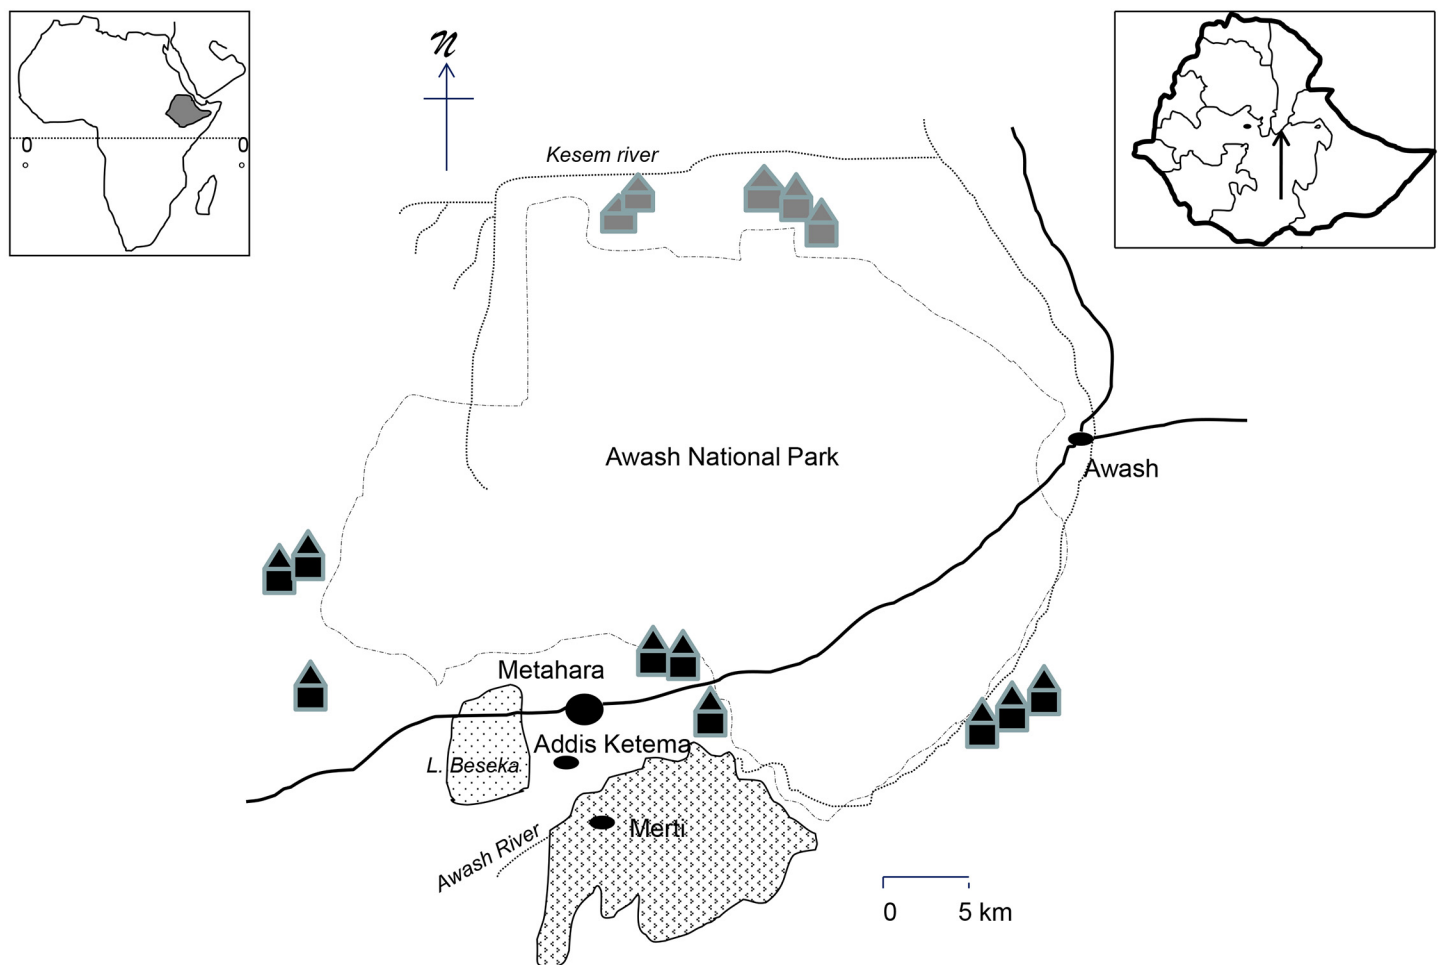 N
Kesem river
0
0
Awash National Park
Awash
Metahara
Addis Ketema
L. Beseka
Merti
Awash River
0 5 km